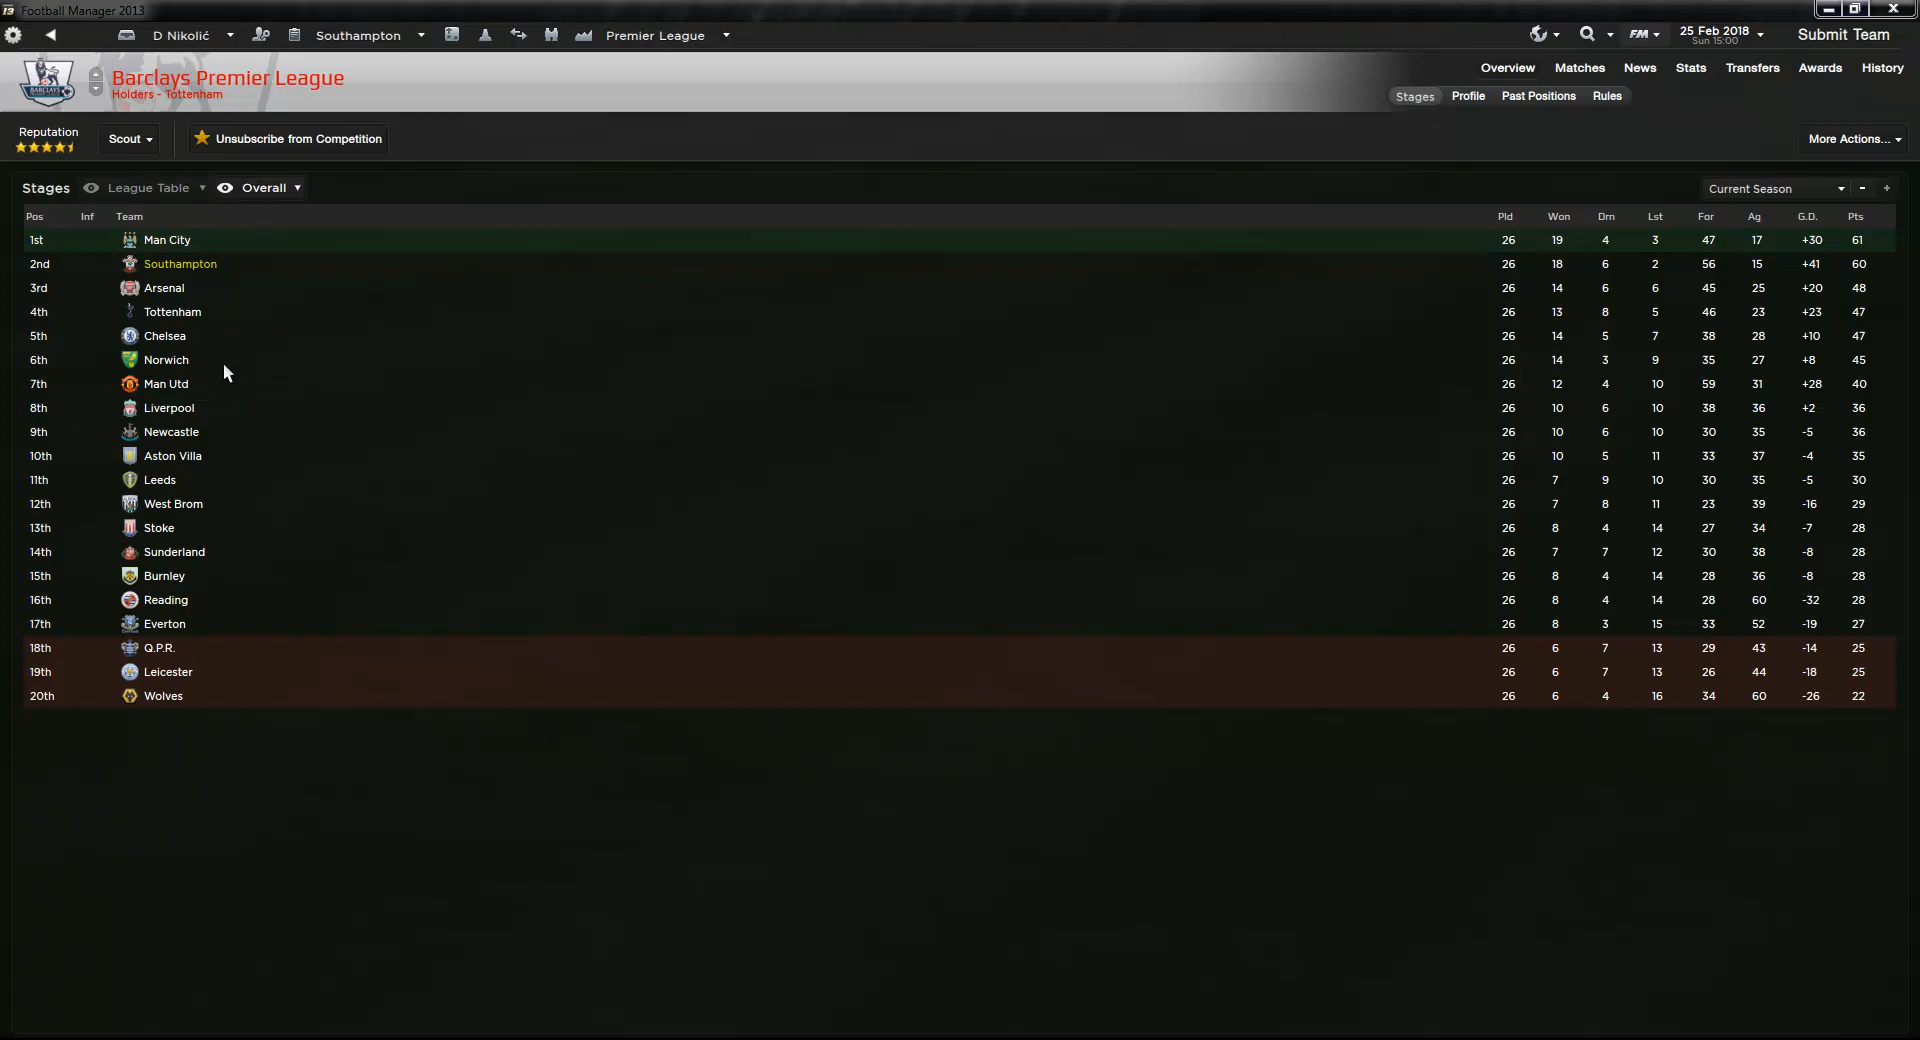 Football Manager 2013
D Nikolić Southampton Premier League FM 25 Feb 2018 Submit Team
Sun 15:00
Barclays Premier League
Holders - Tottenham
Overview Matches News Stats Transfers Awards History
Stages Profile Past Positions Rules
Reputation
Scout Unsubscribe from Competition More Actions...
Stages League Table Overall Current Season - +
Pos Inf Team Pld Won Drn Lst For Ag G.D. Pts
1st Man City 26 19 4 3 47 17 +30 61
2nd Southampton 26 18 6 2 56 15 +41 60
3rd Arsenal 26 14 6 6 45 25 +20 48
4th Tottenham 26 13 8 5 46 23 +23 47
5th Chelsea 26 14 5 7 38 28 +10 47
6th Norwich 26 14 3 9 35 27 +8 45
7th Man Utd 26 12 4 10 59 31 +28 40
8th Liverpool 26 10 6 10 38 36 +2 36
9th Newcastle 26 10 6 10 30 35 -5 36
10th Aston Villa 26 10 5 11 33 37 -4 35
11th Leeds 26 7 9 10 30 35 -5 30
12th West Brom 26 7 8 11 23 39 -16 29
13th Stoke 26 8 4 14 27 34 -7 28
14th Sunderland 26 7 7 12 30 38 -8 28
15th Burnley 26 8 4 14 28 36 -8 28
16th Reading 26 8 4 14 28 60 -32 28
17th Everton 26 8 3 15 33 52 -19 27
18th Q.P.R. 26 6 7 13 29 43 -14 25
19th Leicester 26 6 7 13 26 44 -18 25
20th Wolves 26 6 4 16 34 60 -26 22